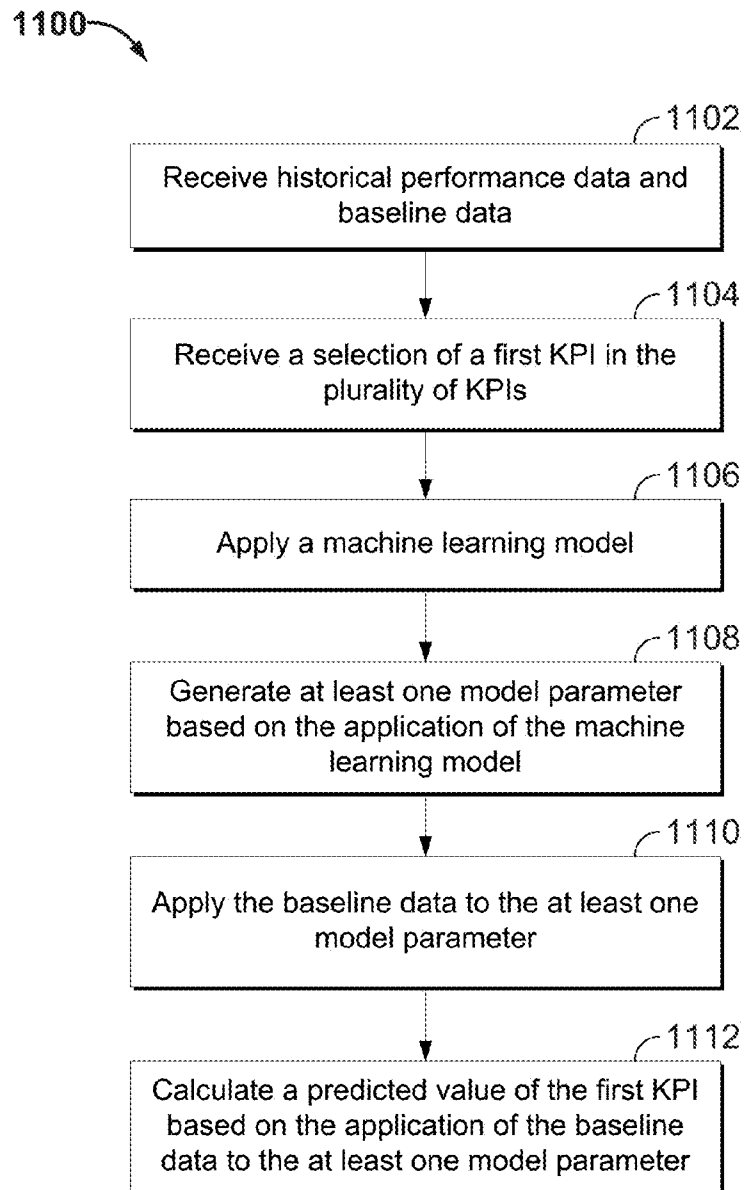 1100
1102
Receive historical performance data and
baseline data
1104
Receive a selection of a first KPI in the
plurality of KPIs
1106
Apply a machine learning model
1108
Generate at least one model parameter
based on the application of the machine
learning model
1110
Apply the baseline data to the at least one
model parameter
1112
Calculate a predicted value of the first KPI
based on the application of the baseline
data to the at least one model parameter